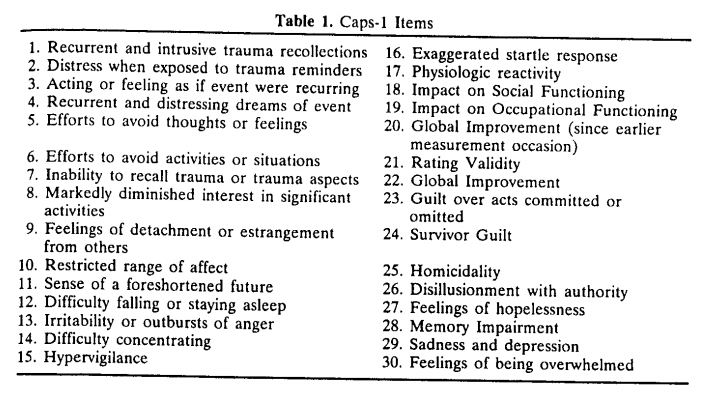 Table 1. Caps-1 Items
1. Recurrent and intrusive trauma recollections
2. Distress when exposed to trauma reminders
3. Acting or feeling as if event were recurring
4. Recurrent and distressing dreams of event
5. Efforts to avoid thoughts or feelings
6. Efforts to avoid activities or situations
7. Inability to recall trauma or trauma aspects
8. Markedly diminished interest in significant
activities
9. Feelings of detachment or estrangement
from others
10. Restricted range of affect
11. Sense of a foreshortened future
12. Difficulty falling or staying asleep
13. Irritability or outbursts of anger
14. Difficulty concentrating
15. Hypervigilance
16. Exaggerated startle response
17. Physiologic reactivity
18. Impact on Social Functioning
19. Impact on Occupational Functioning
20. Global Improvement (since earlier
measurement occasion)
21. Rating Validity
22. Global Improvement
23. Guilt over acts committed or
omitted
24. Survivor Guilt
25. Homicidality
26. Disillusionment with authority
27. Feelings of hopelessness
28. Memory Impairment
29. Sadness and depression
30. Feelings of being overwhelmed